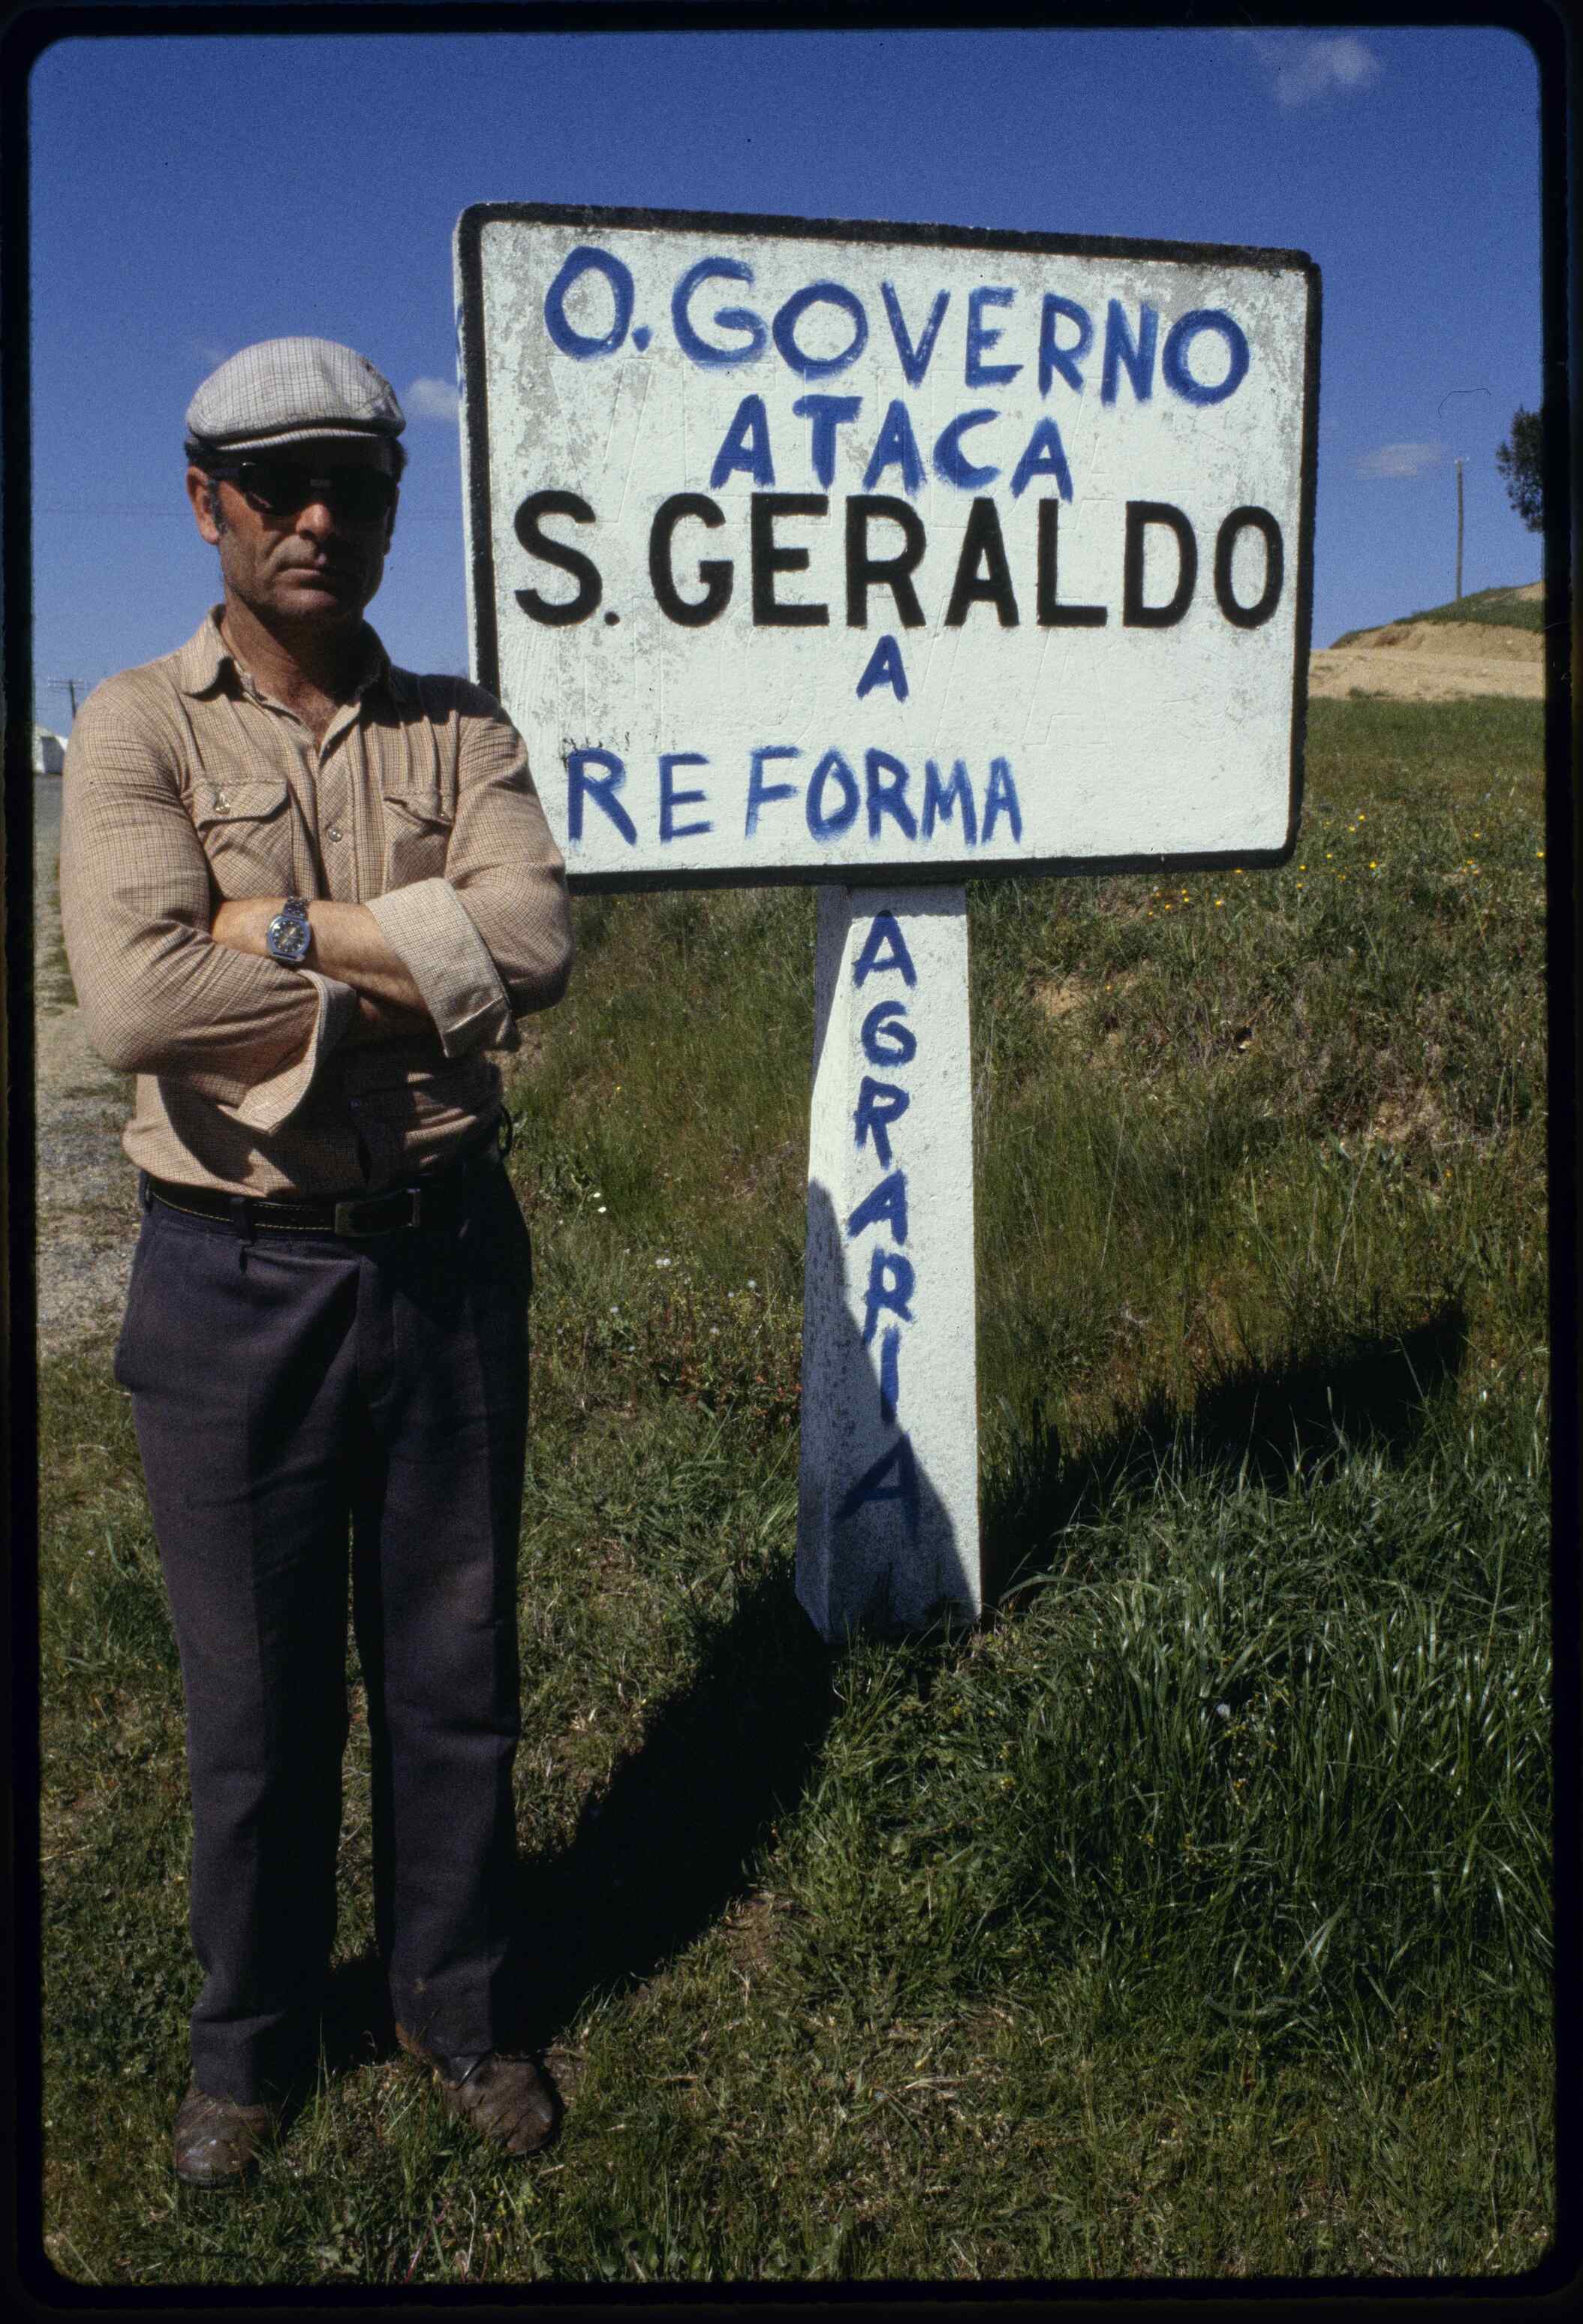 O.GOVERNO
ATACA
S.GERALDO
A
REFORMA
AGRARIA